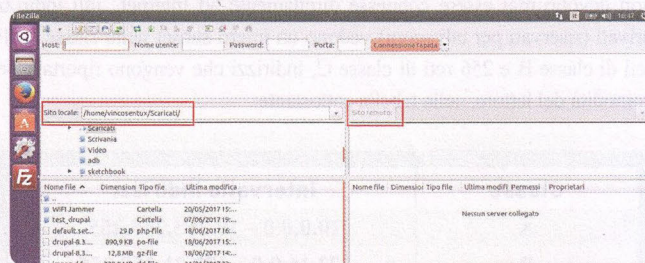 FileZilla
10:47
Host: Nome utente: Password: Porta: Connessione rapida
Sito locale: /home/vincosentux/Scaricati/
Sito remoto:
Scaricati
Scrivania
Video
adb
sketchbook
Nome file Dimension Tipo file Ultima modifica
..
WiFi Jammer Cartella 20/05/2017 15:...
test_drupal Cartella 07/06/2017 19:...
default.set... 29 B php-file 18/06/2017 16:...
drupal-8.3.... 890,9 KB po-file 18/06/2017 15:...
drupal-8.3.... 12,8 MB gz-file 18/06/2017 14:...
Nome file Dimension Tipo file Ultima modifi Permessi Proprietari
Nessun server collegato